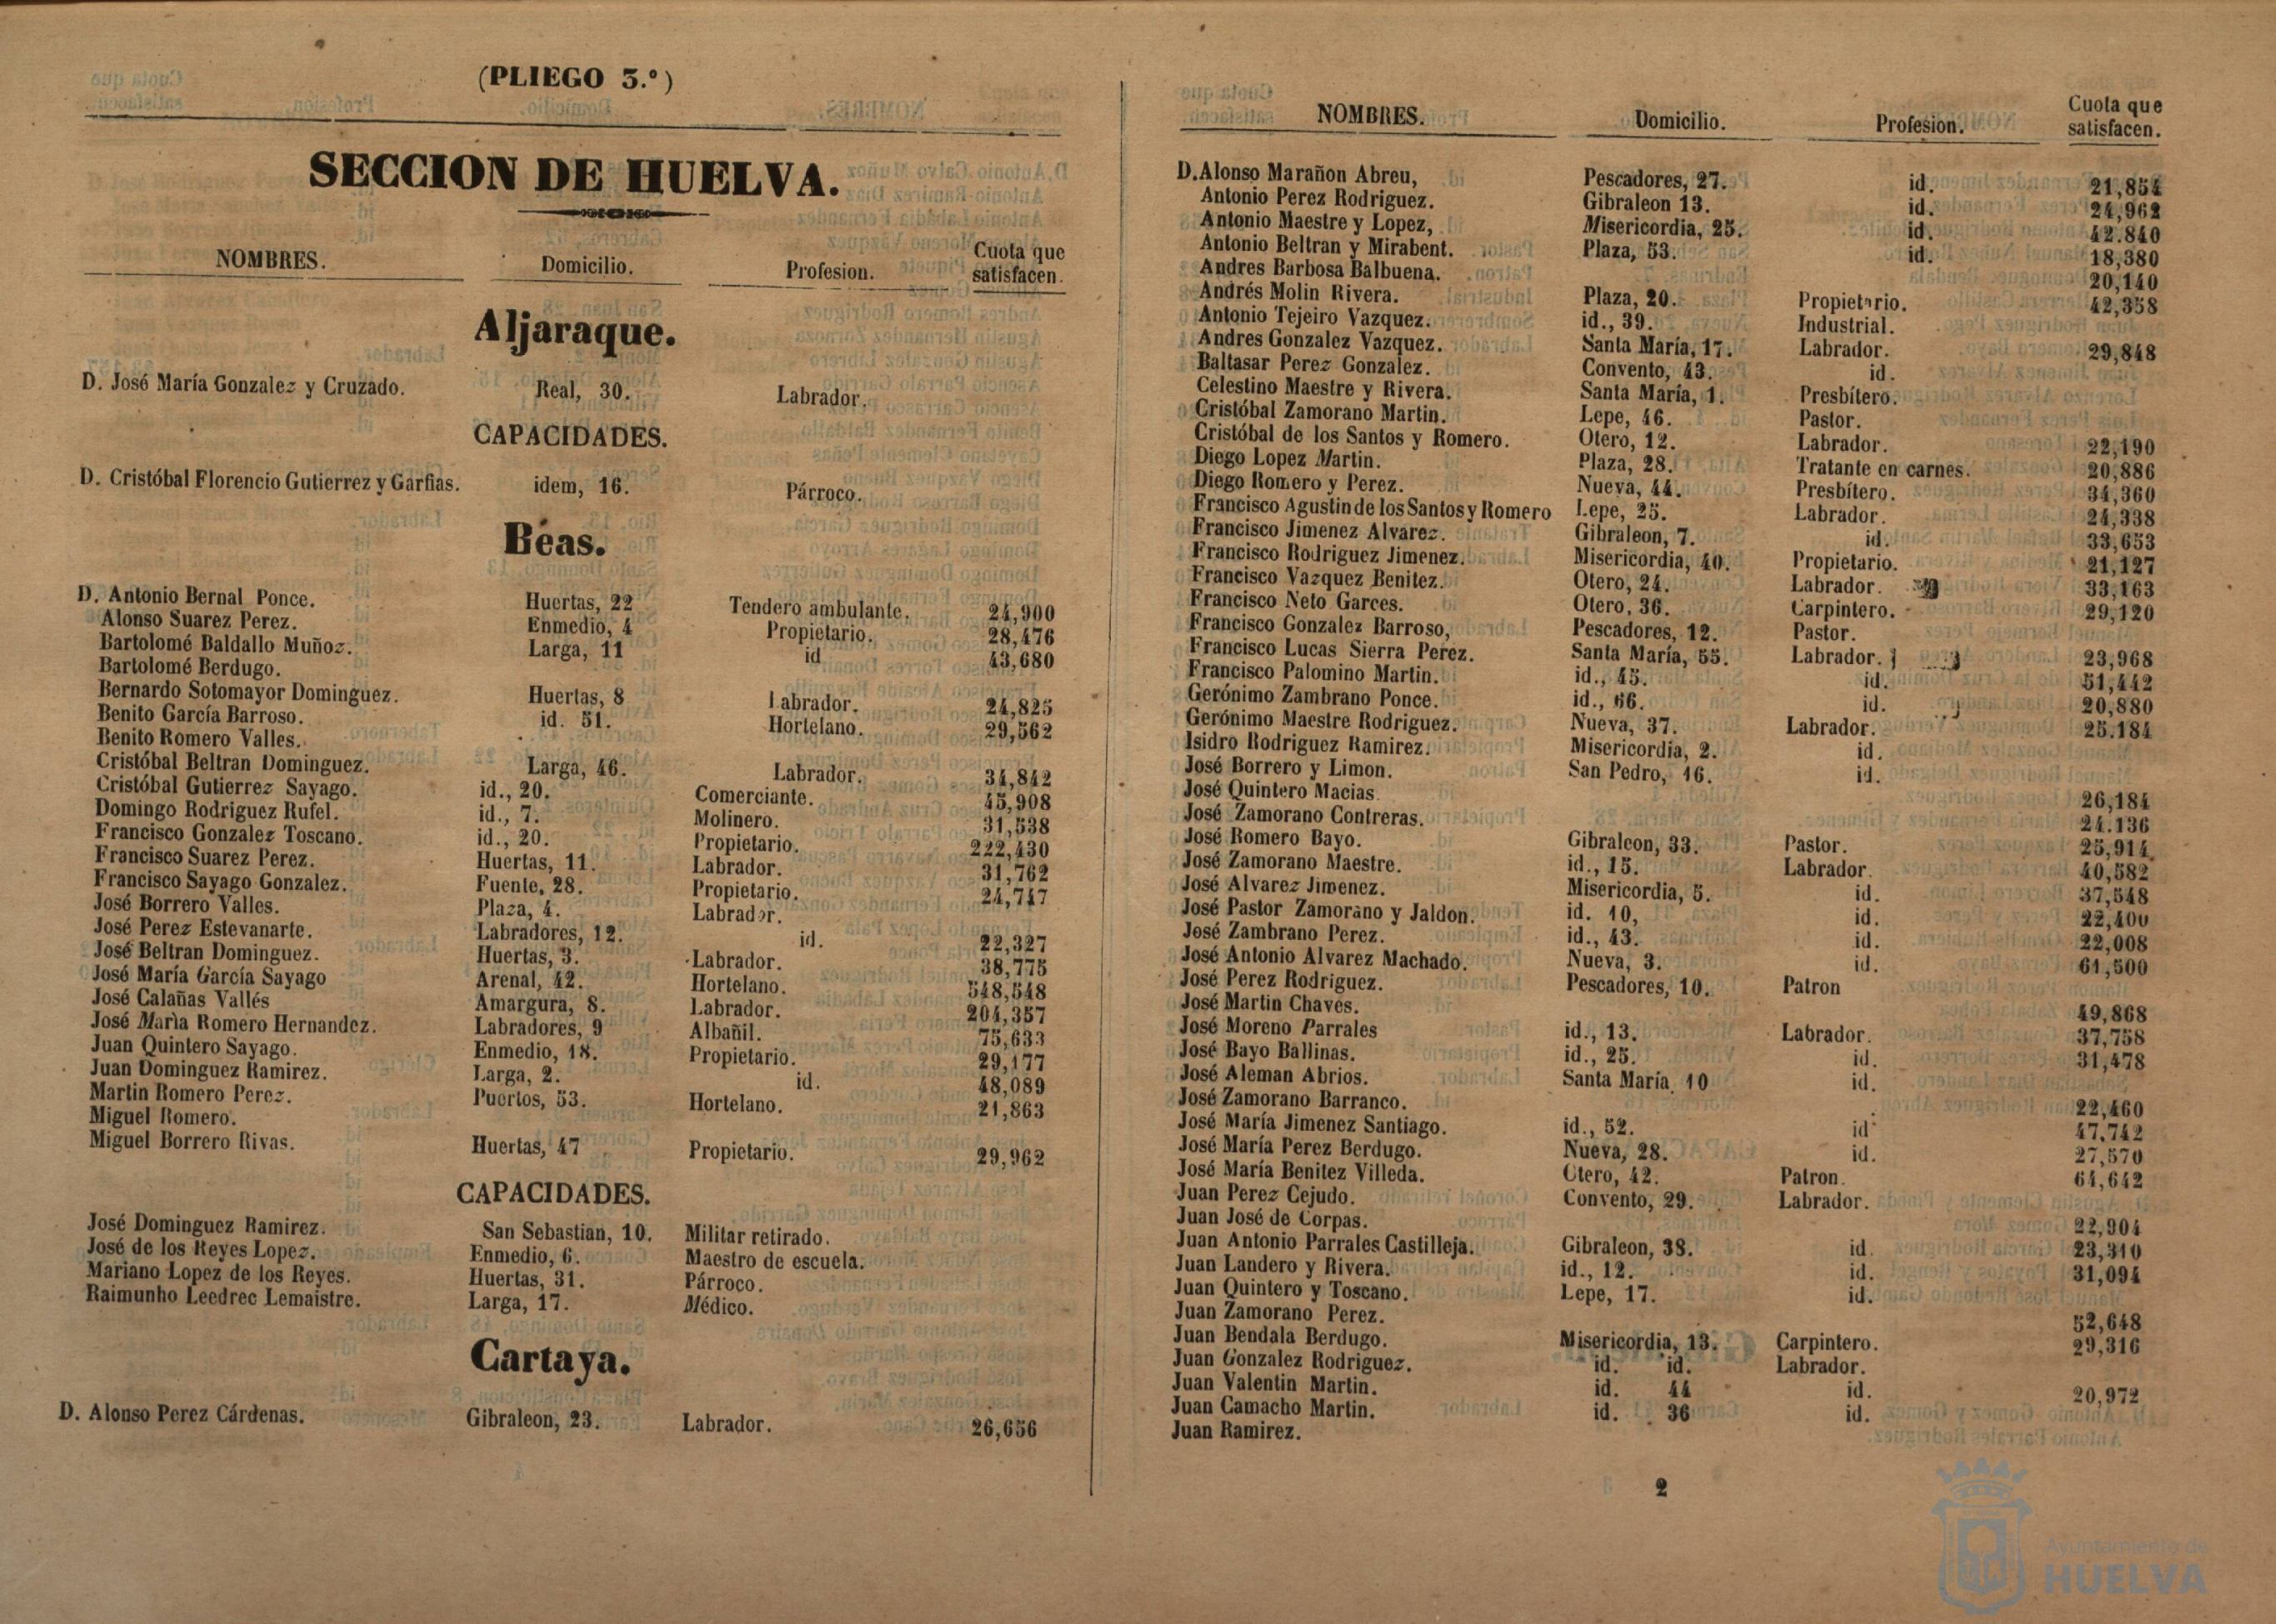 (PLIEGO 3.º)
SECCION DE HUELVA.
NOMBRES. Domicilio. Profesion. Cuota que satisfacen.
Aljaraque.
D. José María Gonzalez y Cruzado. Real, 30. Labrador.
CAPACIDADES.
D. Cristóbal Florencio Gutierrez y Garfias. idem, 16. Párroco.
Béas.
D. Antonio Bernal Ponce. Huertas, 22 Tendero ambulante. 24,900
Alonso Suarez Perez. Enmedio, 4 Propietario. 28,476
Bartolomé Baldallo Muñoz. Larga, 11 id 43,680
Bartolomé Berdugo.
Bernardo Sotomayor Dominguez. Huertas, 8 Labrador. 24,825
Benito García Barroso. id. 51. Hortelano. 29,562
Benito Romero Valles.
Cristóbal Beltran Dominguez. Larga, 46. Labrador. 34,842
Cristóbal Gutierrez Sayago. id., 20. Comerciante. 45,908
Domingo Rodriguez Rufel. id., 7. Molinero. 31,538
Francisco Gonzalez Toscano. id., 20. Propietario. 222,430
Francisco Suarez Perez. Huertas, 11. Labrador. 31,762
Francisco Sayago Gonzalez. Fuente, 28. Propietario. 24,747
José Borrero Valles. Plaza, 4. Labrador.
José Perez Estevanarte. Labradores, 12. id. 22,327
José Beltran Dominguez. Huertas, 3. Labrador. 38,775
José María García Sayago Arenal, 42. Hortelano. 548,548
José Calañas Vallés Amargura, 8. Labrador. 204,357
José María Romero Hernandez. Labradores, 9 Albañil. 75,633
Juan Quintero Sayago. Enmedio, 18. Propietario. 29,177
Juan Dominguez Ramirez. Larga, 2. id. 48,089
Martin Romero Perez. Puertos, 53. Hortelano. 21,863
Miguel Romero.
Miguel Borrero Rivas. Huertas, 47 Propietario. 29,962
CAPACIDADES.
José Dominguez Ramirez. San Sebastian, 10. Militar retirado.
José de los Reyes Lopez. Enmedio, 6. Maestro de escuela.
Mariano Lopez de los Reyes. Huertas, 31. Párroco.
Raimunho Leedrec Lemaistre. Larga, 17. Médico.
Cartaya.
D. Alonso Perez Cárdenas. Gibraleon, 23. Labrador. 26,656
NOMBRES. Domicilio. Profesion. Cuota que satisfacen.
D. Alonso Marañon Abreu, Pescadores, 27. id. 21,854
Antonio Perez Rodriguez. Gibraleon 13. id. 24,962
Antonio Maestre y Lopez, Misericordia, 25. id. 42.840
Antonio Beltran y Mirabent. Plaza, 53. id. 18,380
Andres Barbosa Balbuena. 20,140
Andrés Molin Rivera. Plaza, 20. Propietario. 42,358
Antonio Tejeiro Vazquez. id., 39. Industrial.
Andres Gonzalez Vazquez. Santa María, 17. Labrador. 29,848
Baltasar Perez Gonzalez. Convento, 43. id.
Celestino Maestre y Rivera. Santa María, 1. Presbítero.
Cristóbal Zamorano Martin. Lepe, 46. Pastor.
Cristóbal de los Santos y Romero. Otero, 12. Labrador. 22,190
Diego Lopez Martin. Plaza, 28. Tratante en carnes. 20,886
Diego Romero y Perez. Nueva, 44. Presbítero. 34,360
Francisco Agustin de los Santos y Romero Lepe, 25. Labrador. 24,338
Francisco Jimenez Alvarez. Gibraleon, 7. id. 33,653
Francisco Rodriguez Jimenez. Misericordia, 40. Propietario. 21,127
Francisco Vazquez Benitez. Otero, 24. Labrador. 33,163
Francisco Neto Garces. Otero, 36. Carpintero. 29,120
Francisco Gonzalez Barroso, Pescadores, 12. Pastor.
Francisco Lucas Sierra Perez. Santa María, 55. Labrador. 23,968
Francisco Palomino Martin. id., 45. id. 51,442
Gerónimo Zambrano Ponce. id., 66. id. 20,880
Gerónimo Maestre Rodriguez. Nueva, 37. Labrador. 25.184
Isidro Rodriguez Ramirez. Misericordia, 2. id.
José Borrero y Limon. San Pedro, 16. id.
José Quintero Macias 26,184
José Zamorano Contreras. 24.136
José Romero Bayo. Gibraleon, 33. Pastor. 25,914
José Zamorano Maestre. id., 15. Labrador. 40,582
José Alvarez Jimenez. Misericordia, 5. id. 37,548
José Pastor Zamorano y Jaldon. id. 10, id. 22,400
José Zambrano Perez. id., 43. id. 22,008
José Antonio Alvarez Machado. Nueva, 3. id. 61,500
José Perez Rodriguez. Pescadores, 10. Patron
José Martin Chaves. 49,868
José Moreno Parrales id., 13. Labrador. 37,758
José Bayo Ballinas. id., 25. id. 31,478
José Aleman Abrios. Santa María 10 id.
José Zamorano Barranco. 22,460
José María Jimenez Santiago. id., 52. id 47,742
José María Perez Berdugo. Nueva, 28. id. 27,570
José María Benitez Villeda. Otero, 42. Patron. 64,642
Juan Perez Cejudo. Convento, 29. Labrador.
Juan José de Corpas. 22,904
Juan Antonio Parrales Castilleja. Gibraleon, 38. id. 23,310
Juan Landero y Rivera. id., 12. id. 31,094
Juan Quintero y Toscano. Lepe, 17. id.
Juan Zamorano Perez. 52,648
Juan Bendala Berdugo. Misericordia, 13. Carpintero. 29,316
Juan Gonzalez Rodriguez. id. id. Labrador.
Juan Valentin Martin. id. 44 id. 20,972
Juan Camacho Martin. id. 36 id.
Juan Ramirez.
2
Ayuntamiento de
HUELVA